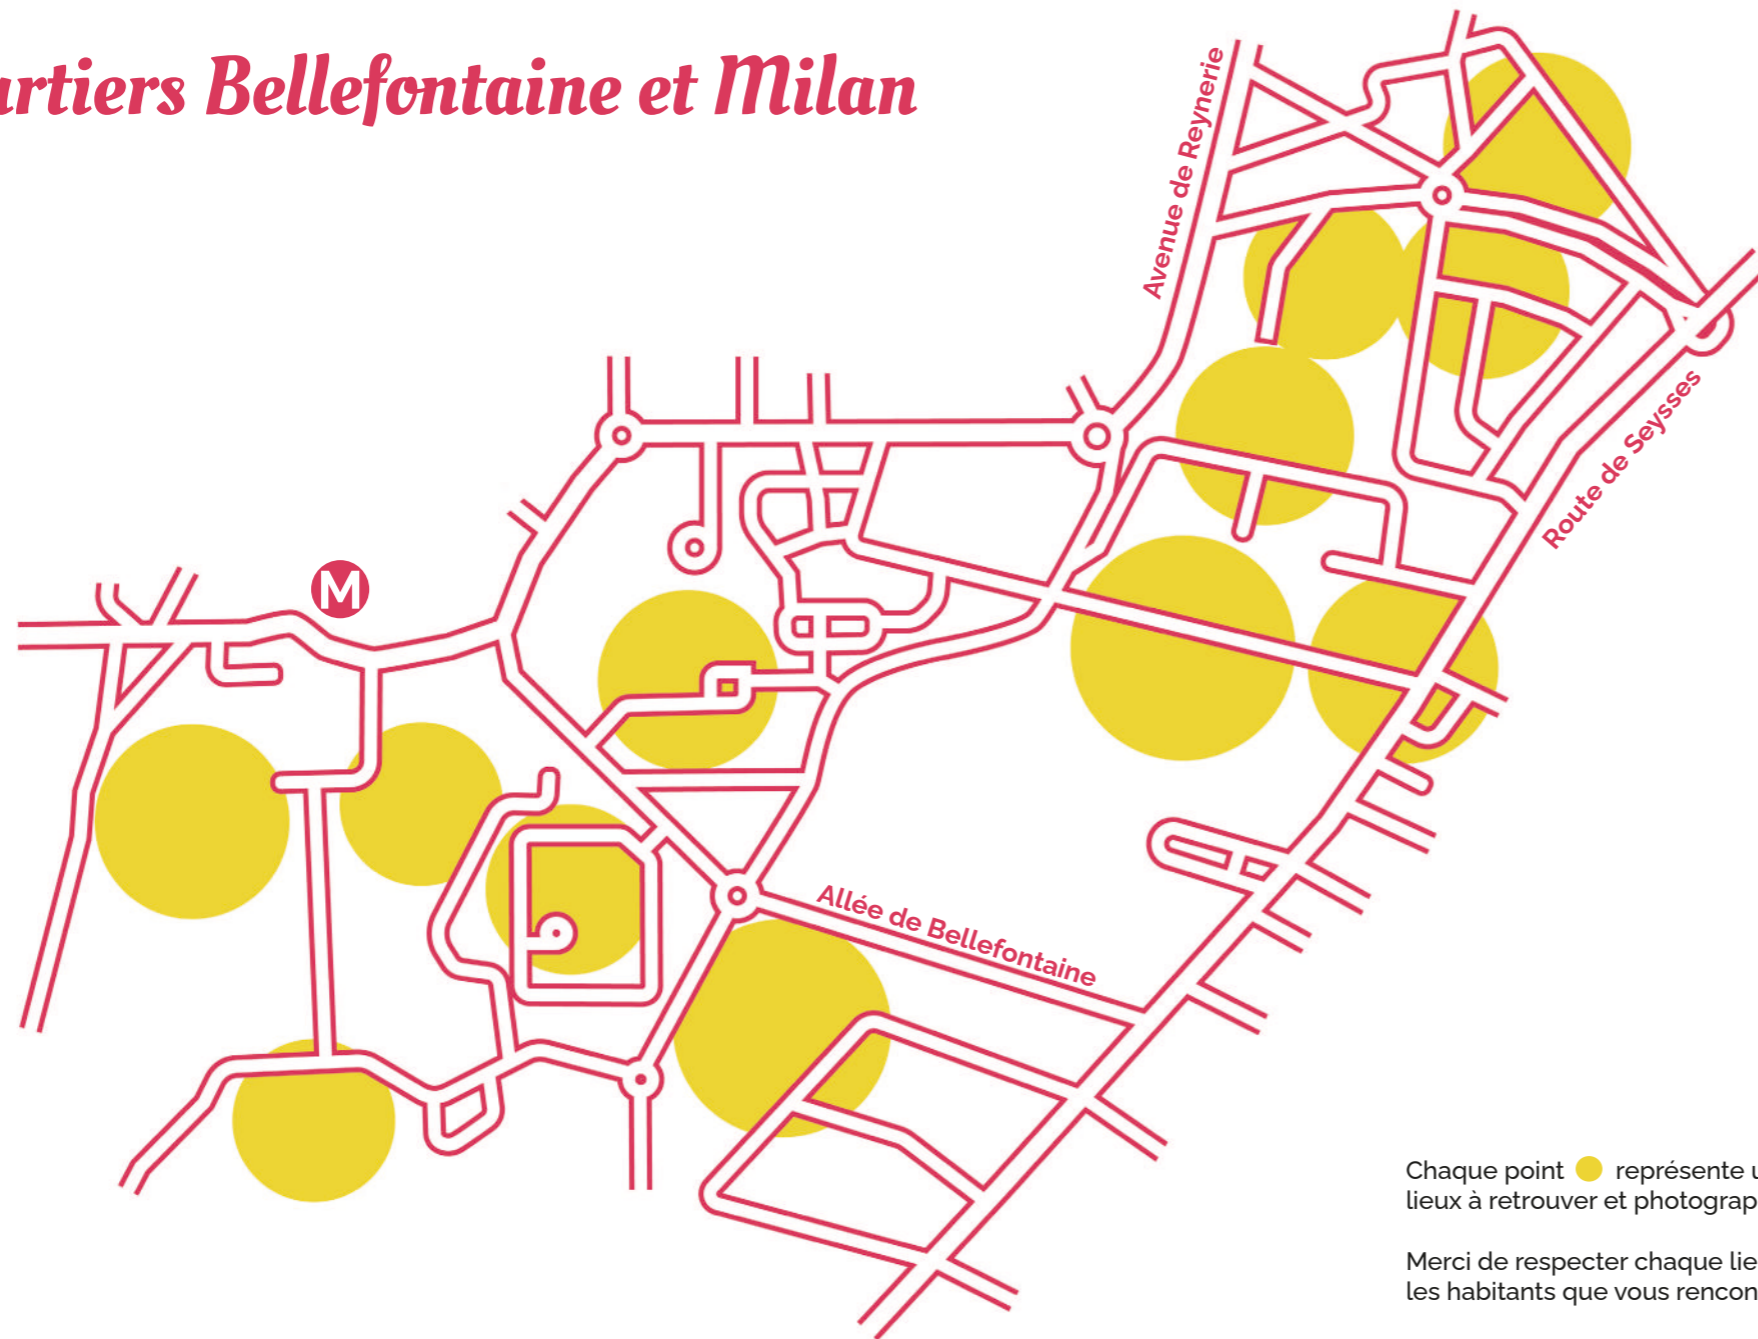 artiers Bellefontaine et Milan
Avenue de Reynerie
M
Route de Seysses
Allée de Bellefontaine
Chaque point représente
lieux à retrouver et photograp
Merci de respecter chaque lie
les habitants que vous rencon